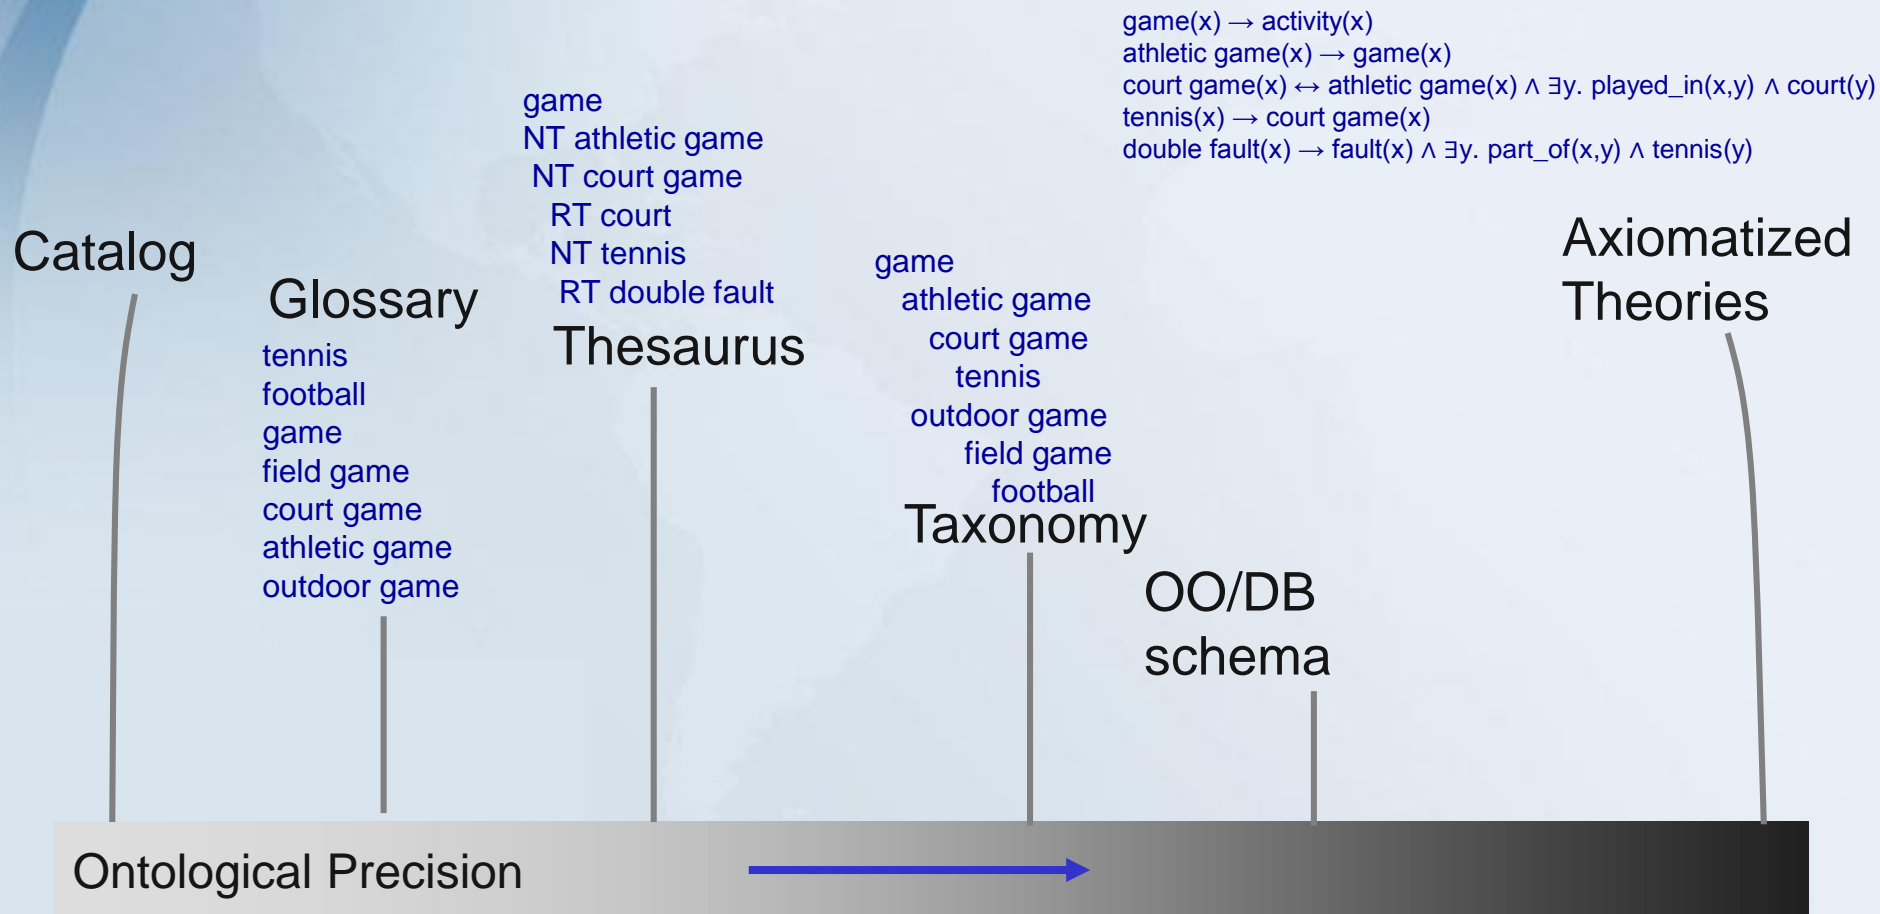 Catalog
Glossary
tennis
football
game
field game
court game
athletic game
outdoor game
game
NT athletic game
NT court game
RT court
NT tennis
RT double fault
Thesaurus
game
athletic game
court game
tennis
outdoor game
field game
football
Taxonomy
OO/DB
schema
game(x) → activity(x)
athletic game(x) → game(x)
court game(x) ↔ athletic game(x) ∧ ∃y. played_in(x,y) ∧ court(y)
tennis(x) → court game(x)
double fault(x) → fault(x) ∧ ∃y. part_of(x,y) ∧ tennis(y)
Axiomatized
Theories
Ontological Precision